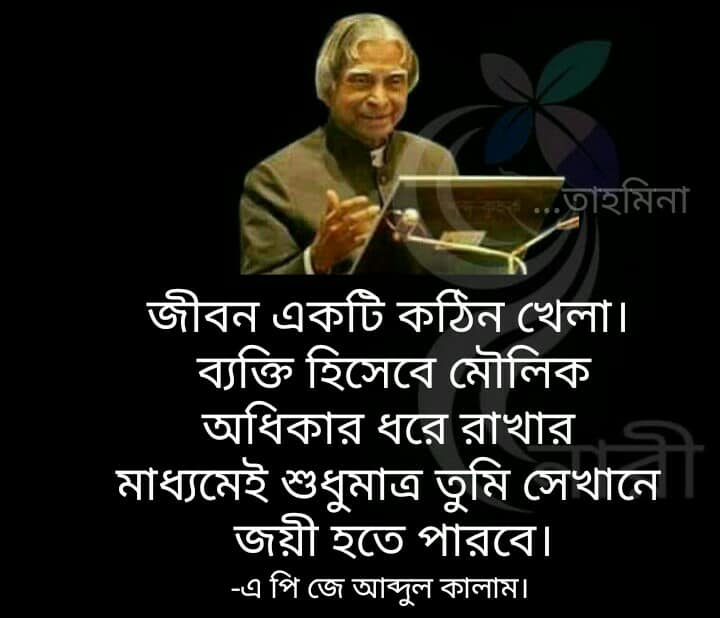 ...তাহমিনা
জীবন একটি কঠিন খেলা।
ব্যক্তি হিসেবে মৌলিক
অধিকার ধরে রাখার
মাধ্যমেই শুধুমাত্র তুমি সেখানে
জয়ী হতে পারবে।
-এ পি জে আব্দুল কালাম।